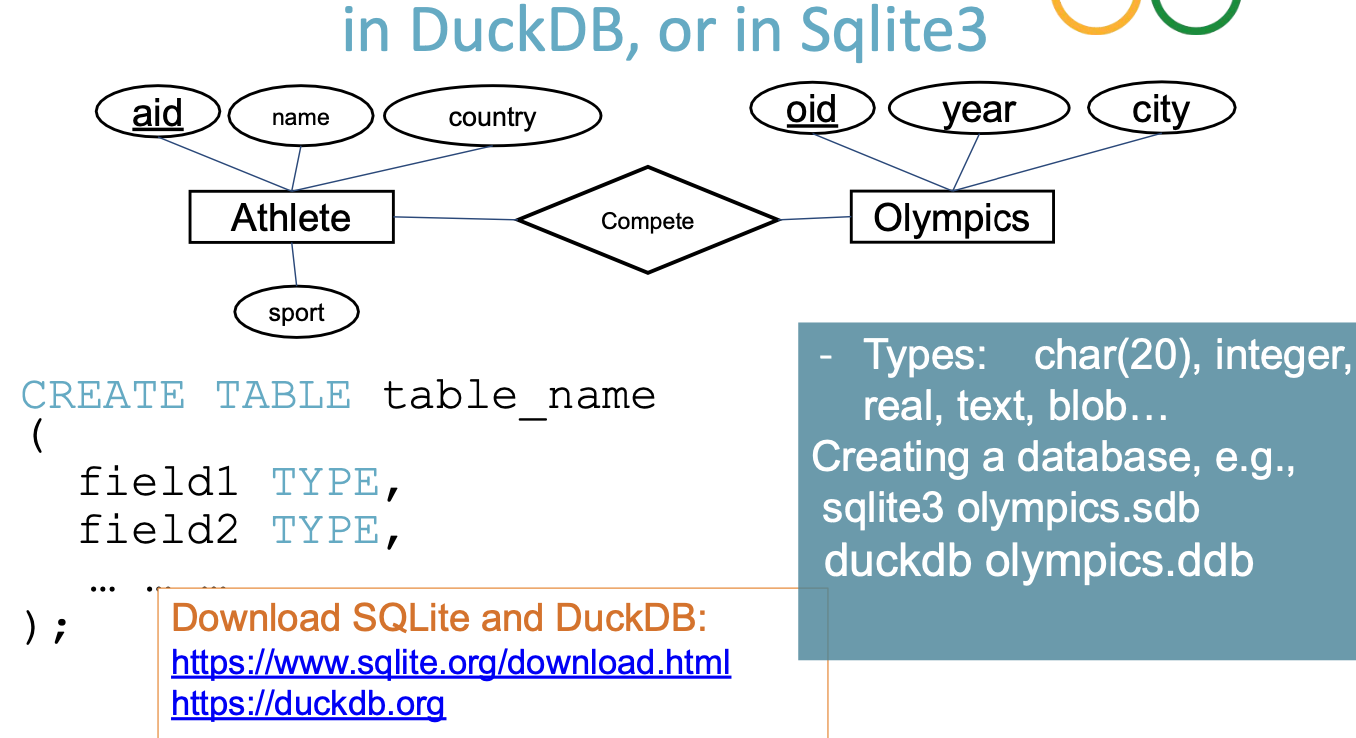 in DuckDB, or in Sqlite3
aid
name
country
oid
year
city
Athlete
Compete
Olympics
sport
CREATE TABLE table_name
(
field1 TYPE,
field2 TYPE,
… … …
);
- Types: char(20), integer,
real, text, blob…
Creating a database, e.g.,
sqlite3 olympics.sdb
duckdb olympics.ddb
Download SQLite and DuckDB:
https://www.sqlite.org/download.html
https://duckdb.org